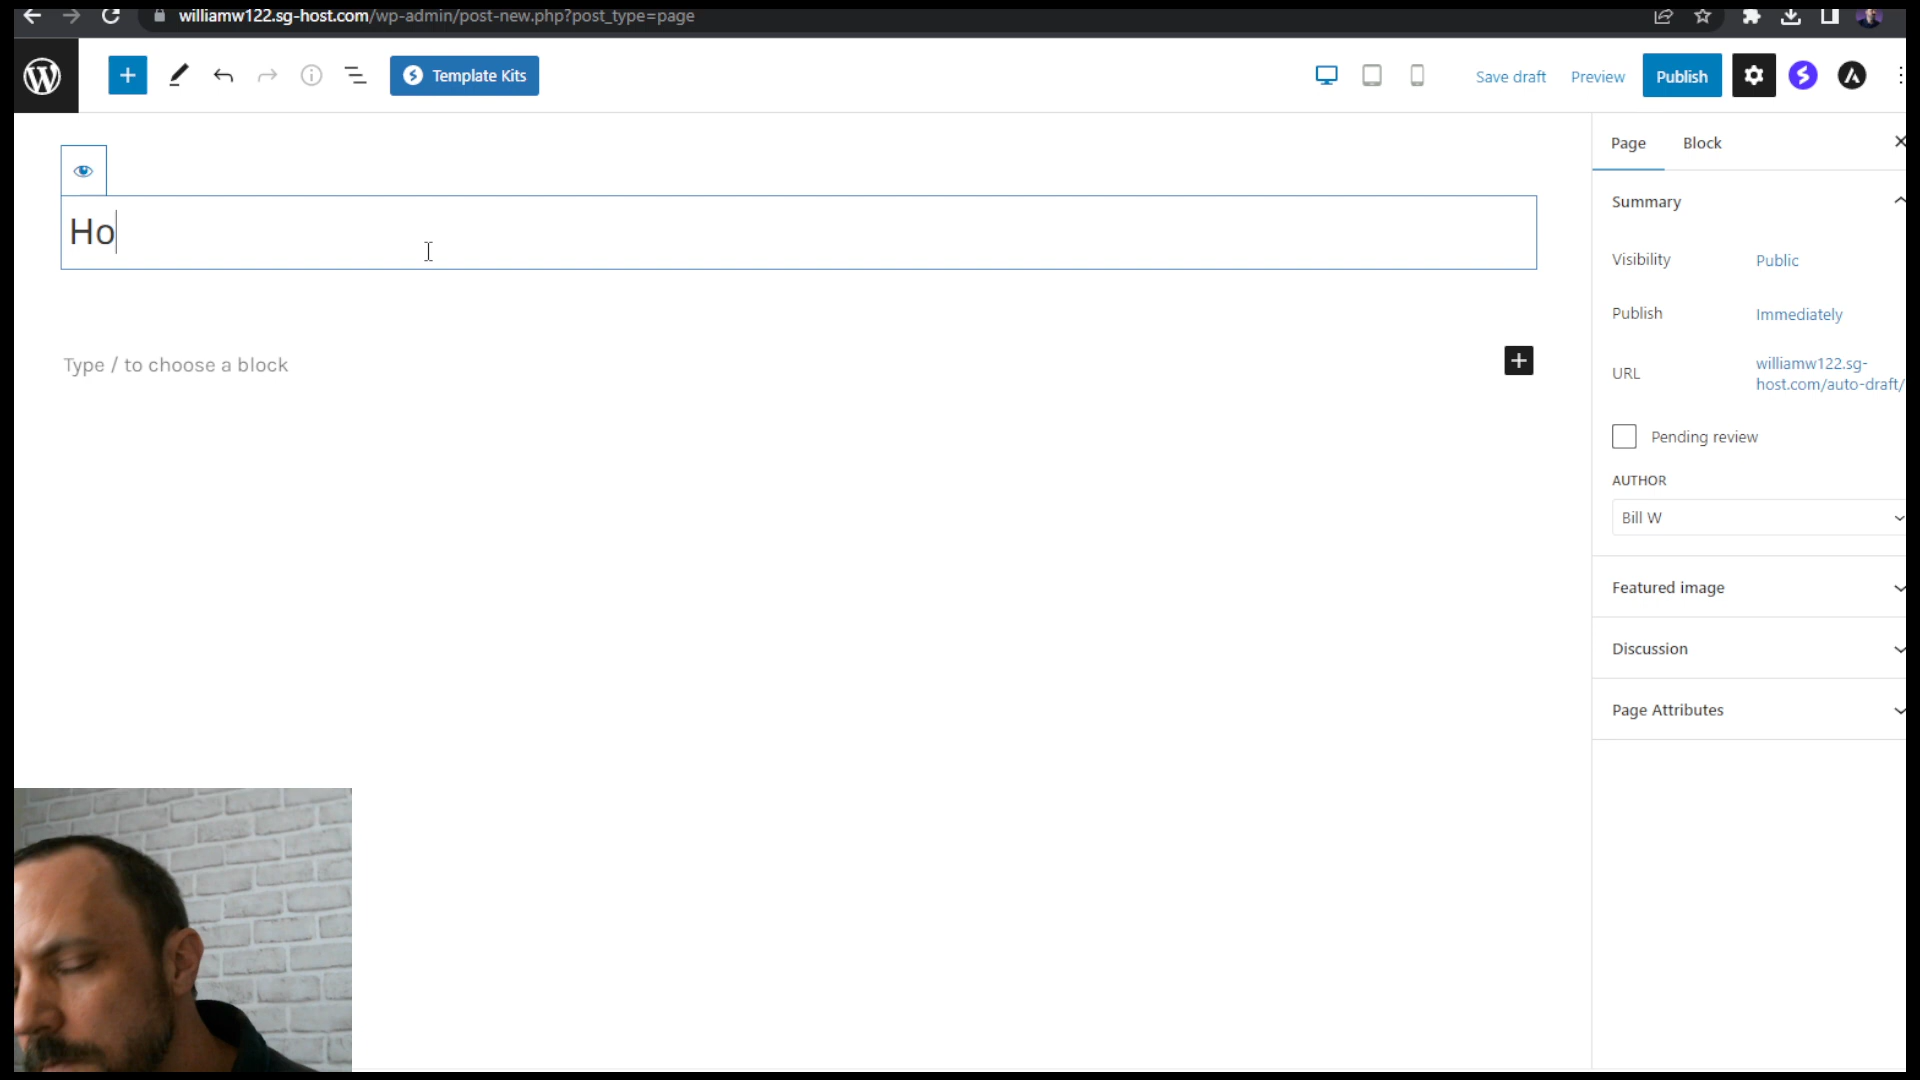 williamw122.sg-host.com/wp-admin/post-new.php?post_type=page
Template Kits
Save draft
Preview
Publish
Ho
Type / to choose a block
Page
Block
Summary
Visibility
Public
Publish
Immediately
URL
williamw122.sg-
host.com/auto-draft/
Pending review
AUTHOR
Bill W
Featured image
Discussion
Page Attributes